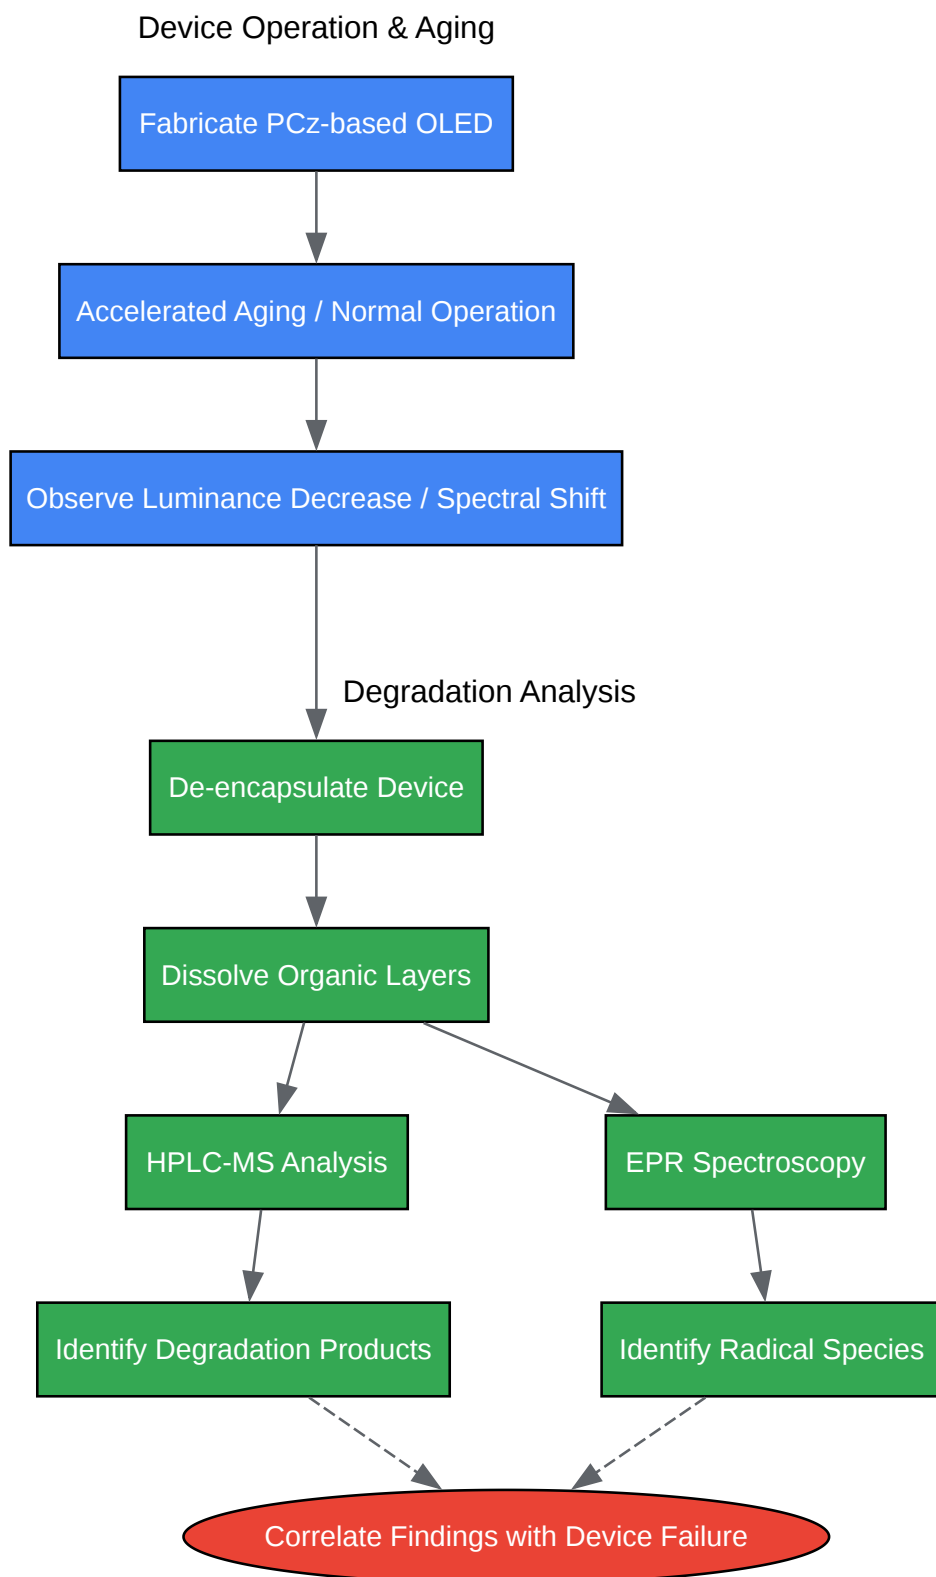 Device Operation & Aging
Fabricate PCz-based OLED
Accelerated Aging / Normal Operation
Observe Luminance Decrease / Spectral Shift
Degradation Analysis
De-encapsulate Device
Dissolve Organic Layers
HPLC-MS Analysis
EPR Spectroscopy
Identify Degradation Products
Identify Radical Species
Correlate Findings with Device Failure